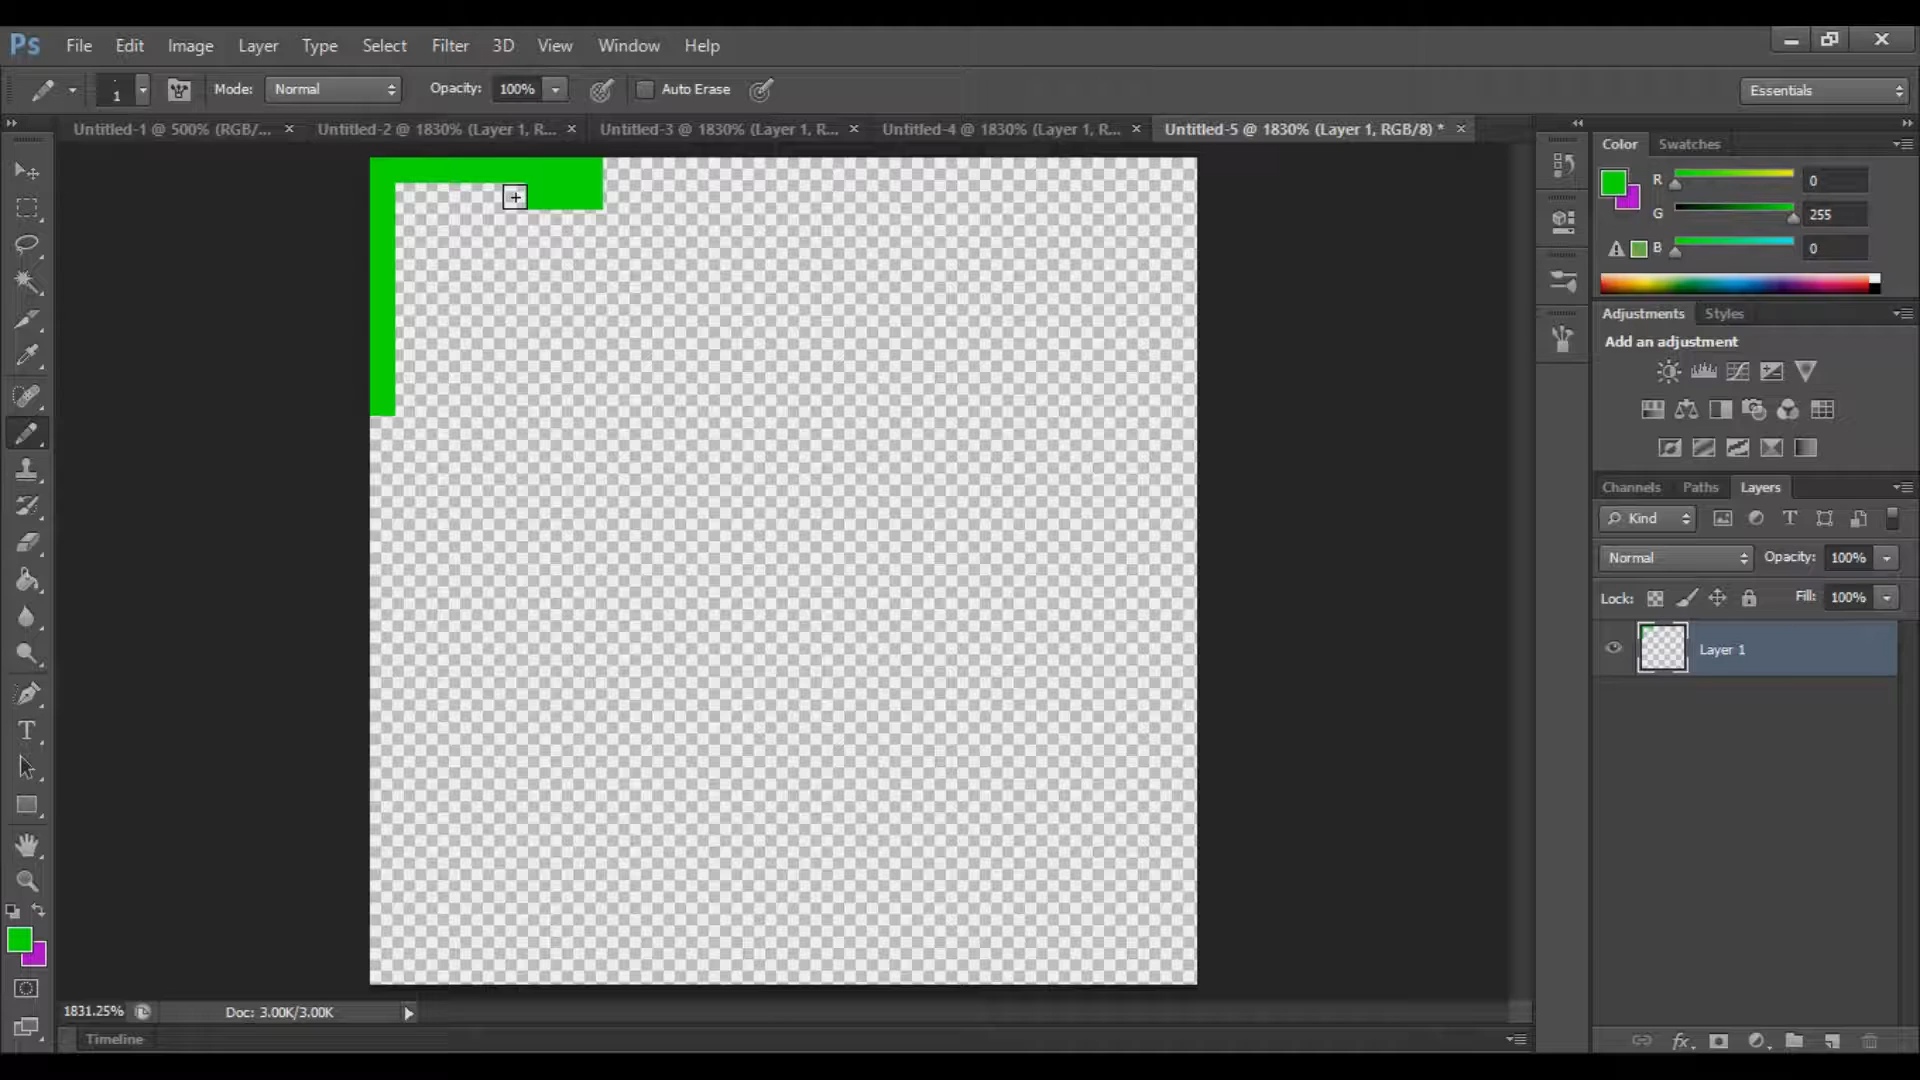 Ps File Edit Image Layer Type Select Filter 3D View Window Help
1 Mode: Normal Opacity: 100% Auto Erase Essentials
Untitled-1 @ 500% (RGB/... × Untitled-2 @ 1830% (Layer 1, R... × Untitled-3 @ 1830% (Layer 1, R... × Untitled-4 @ 1830% (Layer 1, R... × Untitled-5 @ 1830% (Layer 1, RGB/8) * ×
Color Swatches
R 0
G 255
B 0
Adjustments Styles
Add an adjustment
Channels Paths Layers
Kind T
Normal Opacity: 100%
Lock: Fill: 100%
Layer 1
T
1831.25% Doc: 3.00K/3.00K
Timeline
fx